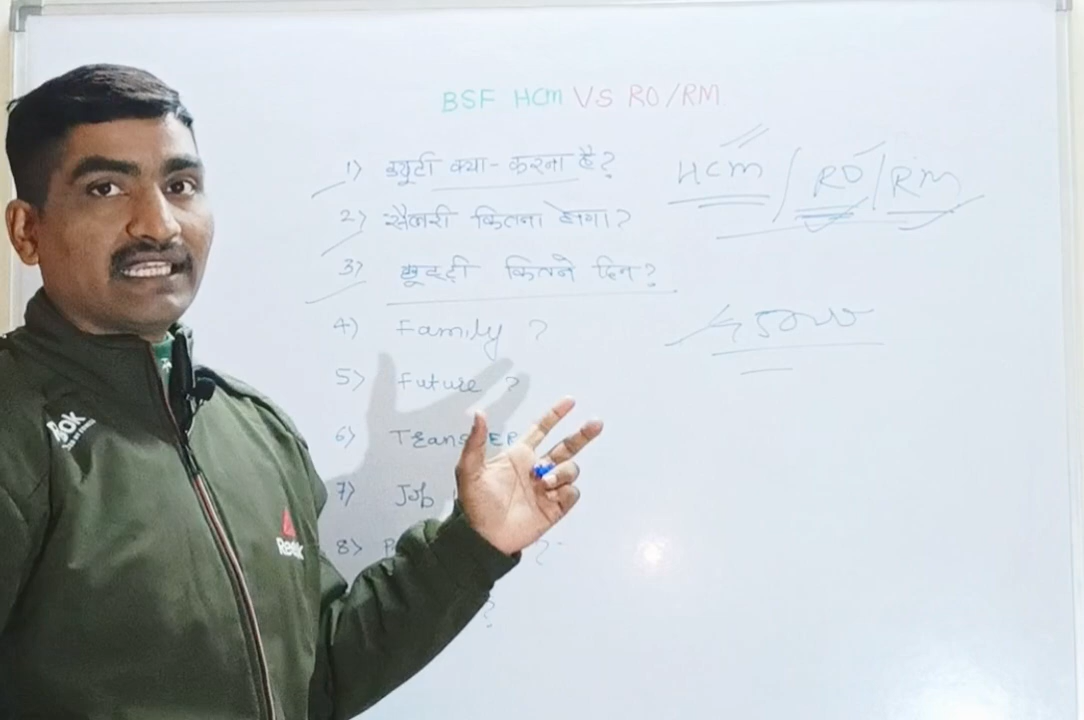 BSF HCM VS RO/RM
1) ड्यूटी क्या-करना है?
2) सैलरी कितना होगा?
3) छुट्टी कितने दिन?
4) Family ?
5) Future ?
6) TransFER
7) Job
8) P
?
?
HCM / RO / RM
Reebok